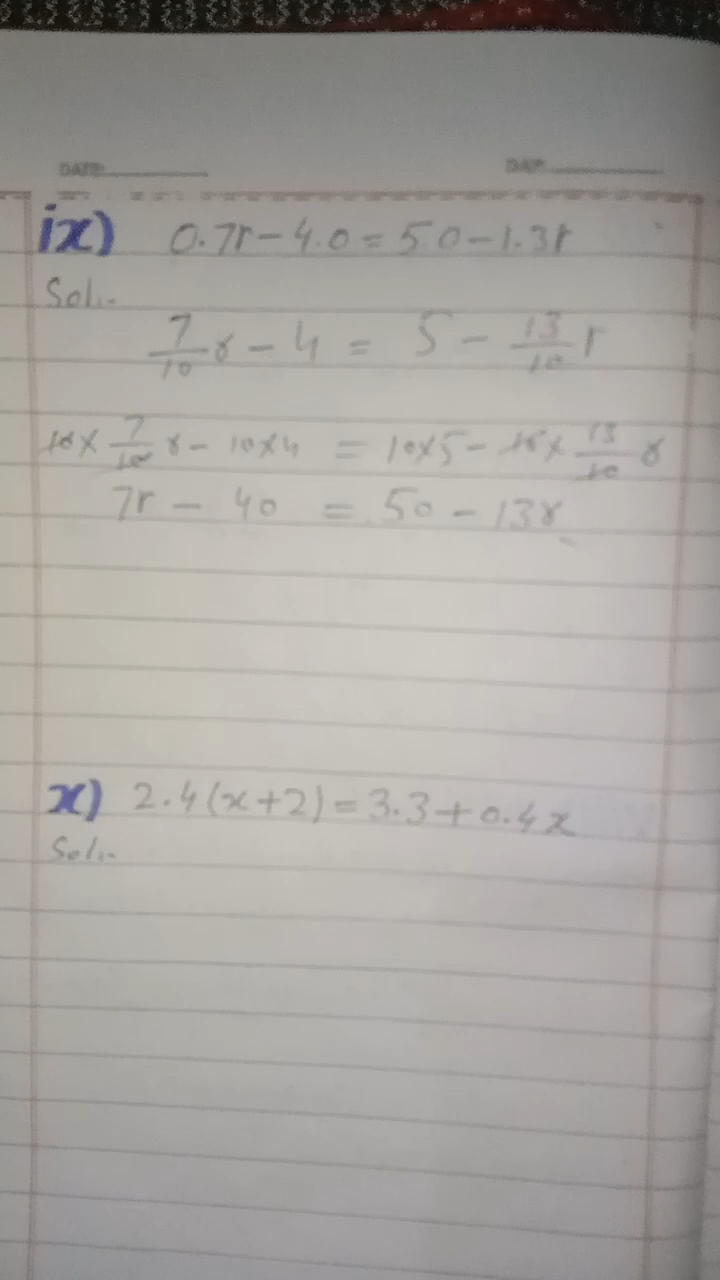 DATE:
ix) 0.7r - 4.0 = 5.0 - 1.3r
Sol:-
7/10 r - 4 = 5 - 13/10 r
10 × 7/10 r - 10×4 = 10×5 - 10 × 13/10 r
7r - 40 = 50 - 13r
x) 2.4(x+2) = 3.3 + 0.4x
Sol:-